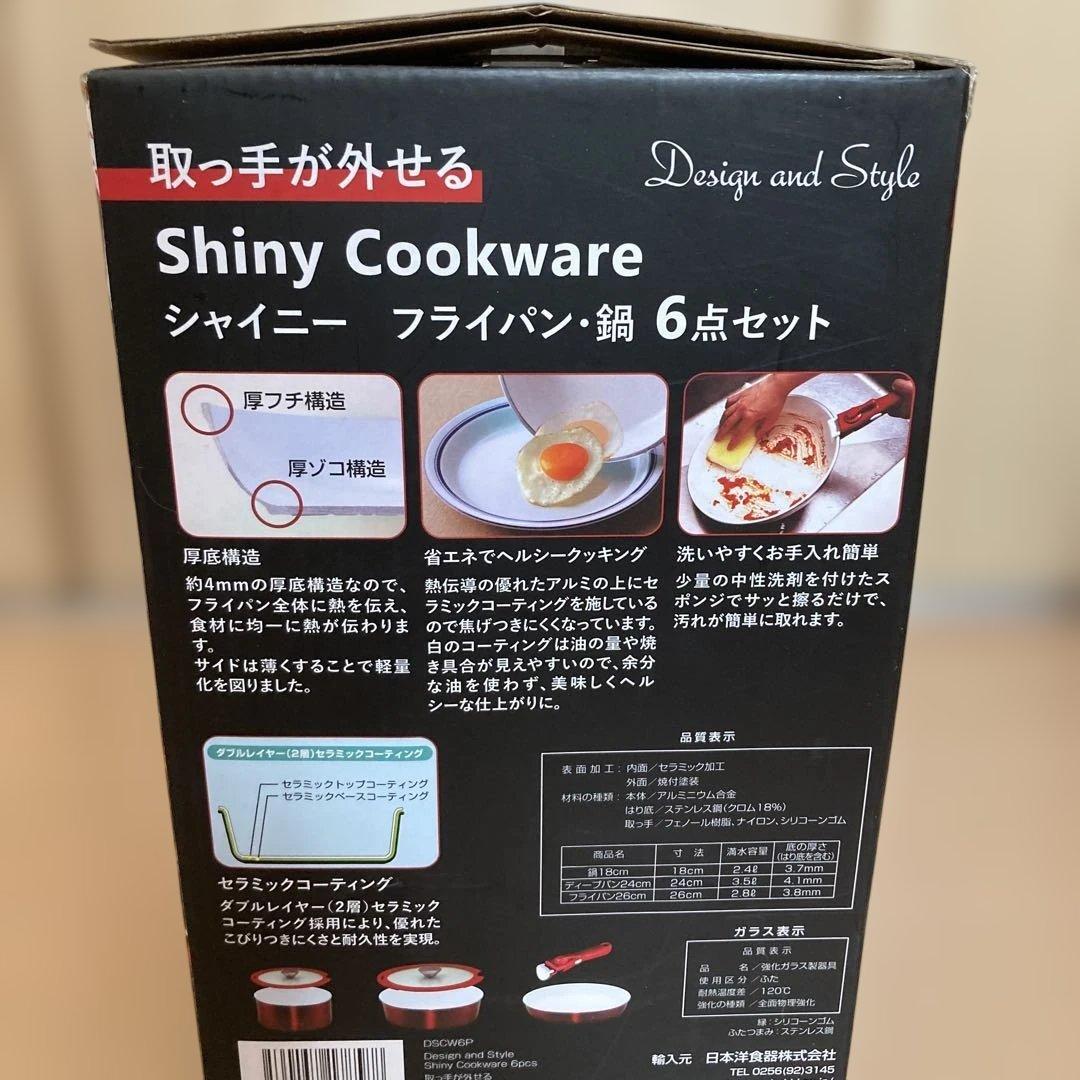 取っ手が外せる
Design and Style
Shiny Cookware
シャイニー　フライパン・鍋 6点セット
厚フチ構造
厚ゾコ構造
厚底構造
約4mmの厚底構造なので、
フライパン全体に熱を伝え、
食材に均一に熱が伝わりま
す。
サイドは薄くすることで軽量
化を図りました。
省エネでヘルシークッキング
熱伝導の優れたアルミの上にセ
ラミックコーティングを施している
ので焦げつきにくくなっています。
白のコーティングは油の量や焼
き具合が見えやすいので、余分
な油を使わず、美味しくヘル
シーな仕上がりに。
洗いやすくお手入れ簡単
少量の中性洗剤を付けたス
ポンジでサッと擦るだけで、
汚れが簡単に取れます。
ダブルレイヤー(2層)セラミックコーティング
セラミックトップコーティング
セラミックベースコーティング
セラミックコーティング
ダブルレイヤー(2層)セラミック
コーティング採用により、優れた
こびりつきにくさと耐久性を実現。
品質表示
表面加工：内面／セラミック加工
外面／焼付塗装
材料の種類：本体／アルミニウム合金
はり底／ステンレス鋼(クロム18%)
取っ手／フェノール樹脂、ナイロン、シリコーンゴム
商品名 寸法 満水容量 底の厚さ(はり底を含む)
鍋18cm 18cm 2.4ℓ 3.7mm
ディープパン24cm 24cm 3.5ℓ 4.1mm
フライパン26cm 26cm 2.8ℓ 3.8mm
ガラス表示
品質表示
品名／強化ガラス製器具
使用区分／ふた
耐熱温度差／120℃
強化の種類／全面物理強化
縁：シリコーンゴム
ふたつまみ：ステンレス鋼
DSCW6P
Design and Style
Shiny Cookware 6pcs
取っ手が外せる
輸入元 日本洋食器株式会社
TEL 0256(92)3145